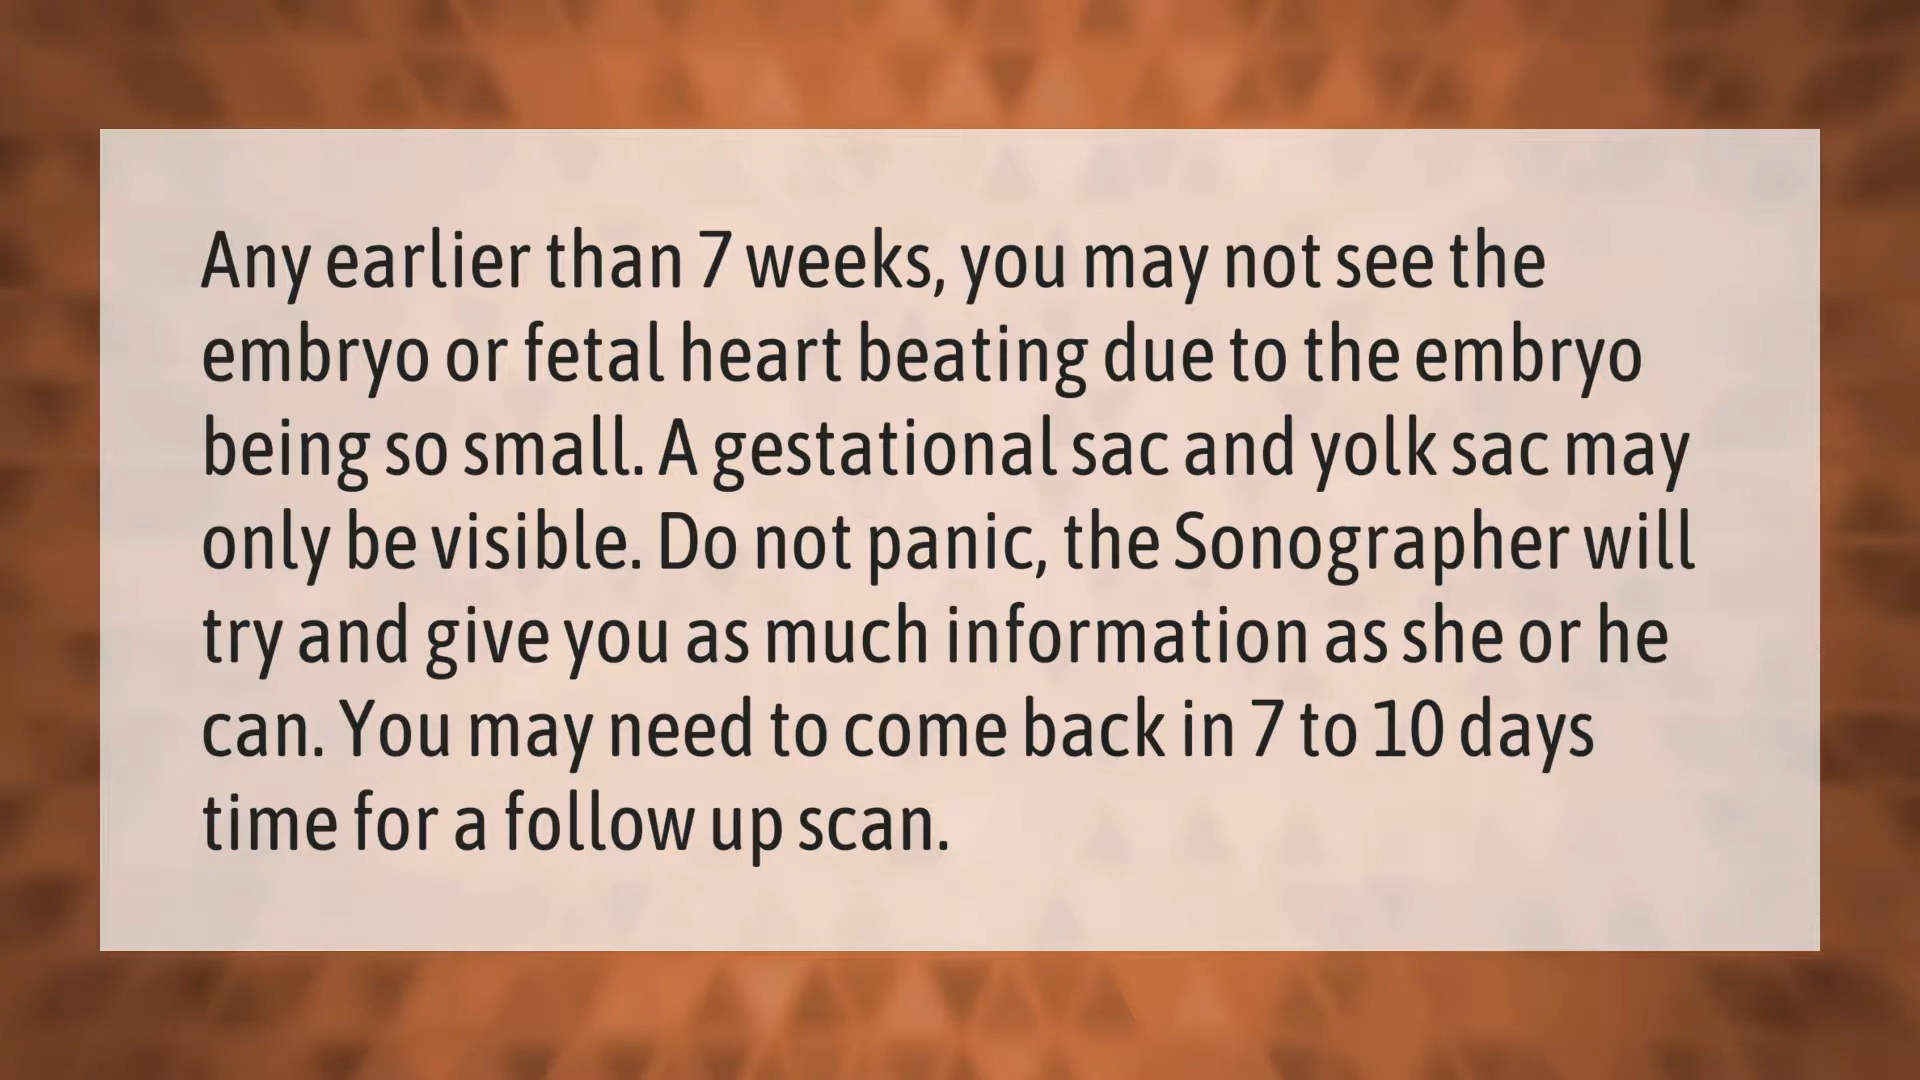 Any earlier than 7 weeks, you may not see the
embryo or fetal heart beating due to the embryo
being so small. A gestational sac and yolk sac may
only be visible. Do not panic, the Sonographer will
try and give you as much information as she or he
can. You may need to come back in 7 to 10 days
time for a follow up scan.